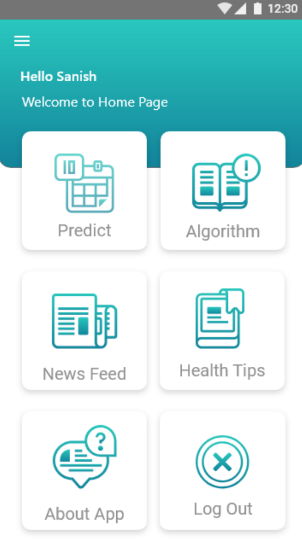 12:30
Hello Sanish
Welcome to Home Page
Predict
Algorithm
News Feed
Health Tips
About App
Log Out